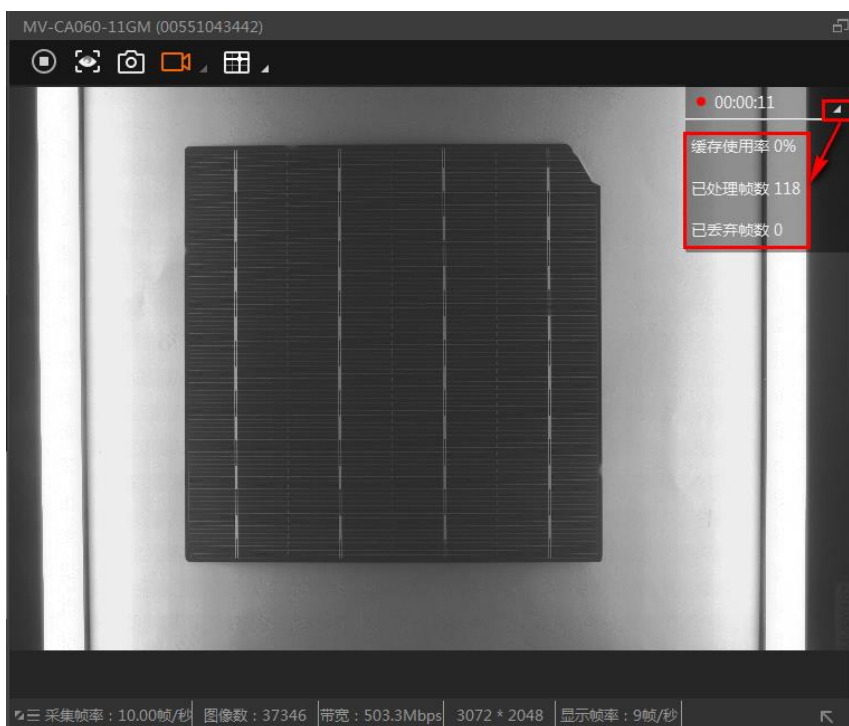 MV-CA060-11GM (00551043442)
00:00:11
缓存使用率 0%
已处理帧数 118
已丢弃帧数 0
采集帧率：10.00帧/秒 图像数：37346 带宽：503.3Mbps 3072 * 2048 显示帧率：9帧/秒